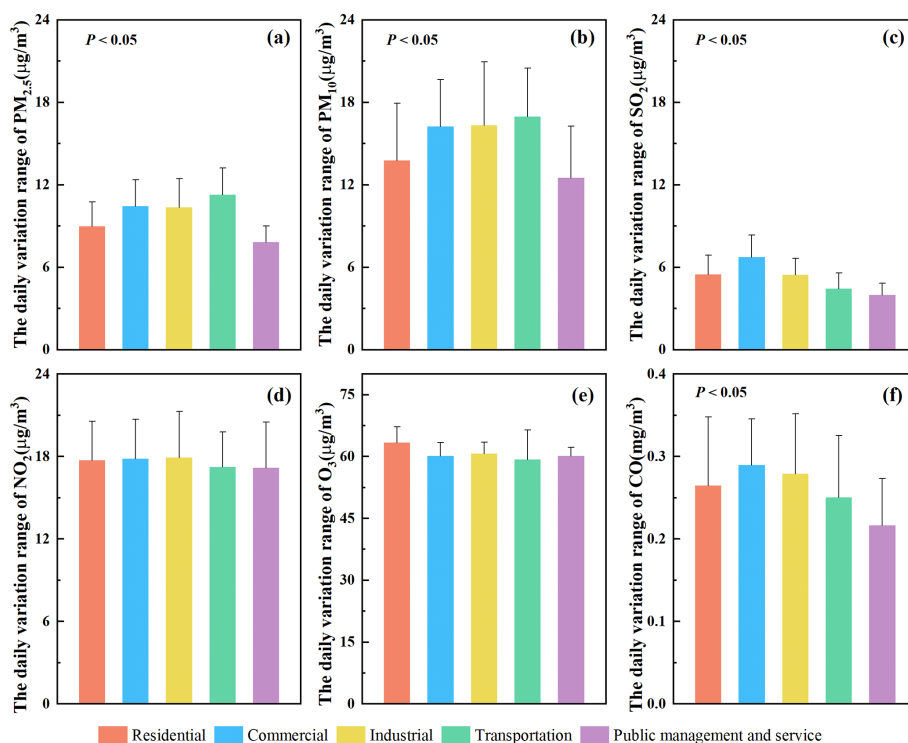 The daily variation range of PM2.5(μg/m3)
24
18
12
6
0
P < 0.05
(a)
The daily variation range of PM10(μg/m3)
24
18
12
6
0
P < 0.05
(b)
The daily variation range of SO2(μg/m3)
24
18
12
6
0
P < 0.05
(c)
The daily variation range of NO2(μg/m3)
24
18
12
6
0
(d)
The daily variation range of O3(μg/m3)
75
60
45
30
15
0
(e)
The daily variation range of CO(mg/m3)
0.4
0.3
0.2
0.1
0.0
P < 0.05
(f)
Residential Commercial Industrial Transportation Public management and service